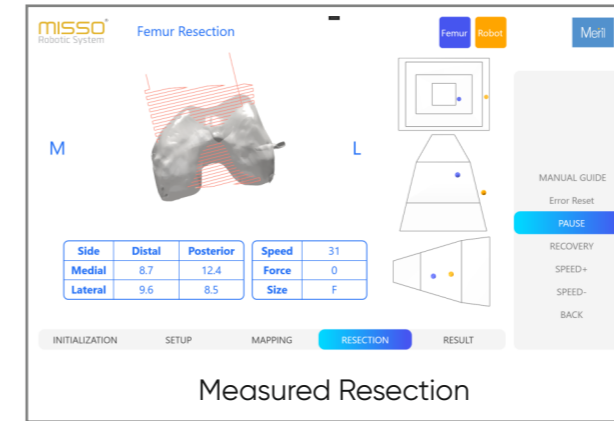 MISSO
Robotic System
Femur Resection
Femur
Robot
Meril
M
L
MANUAL GUIDE
Error Reset
PAUSE
RECOVERY
SPEED+
SPEED-
BACK
Side Distal Posterior
Medial 8.7 12.4
Lateral 9.6 8.5
Speed 31
Force 0
Size F
INITIALIZATION SETUP MAPPING RESECTION RESULT
Measured Resection